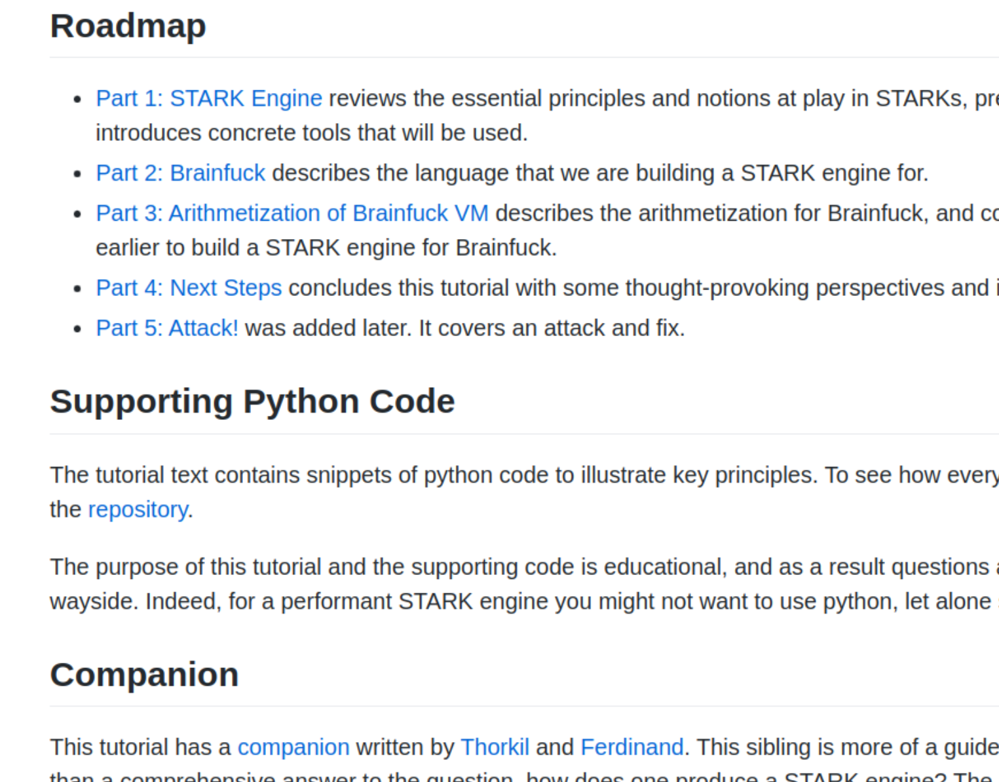 Roadmap
Part 1: STARK Engine reviews the essential principles and notions at play in STARKs,
introduces concrete tools that will be used.
Part 2: Brainfuck describes the language that we are building a STARK engine for.
Part 3: Arithmetization of Brainfuck VM describes the arithmetization for Brainfuck, and
earlier to build a STARK engine for Brainfuck.
Part 4: Next Steps concludes this tutorial with some thought-provoking perspectives and
Part 5: Attack! was added later. It covers an attack and fix.
Supporting Python Code
The tutorial text contains snippets of python code to illustrate key principles. To see how every
the repository.
The purpose of this tutorial and the supporting code is educational, and as a result questions
wayside. Indeed, for a performant STARK engine you might not want to use python, let alone
Companion
This tutorial has a companion written by Thorkil and Ferdinand. This sibling is more of a guide
than a comprehensive answer to the question, how does one produce a STARK engine? The